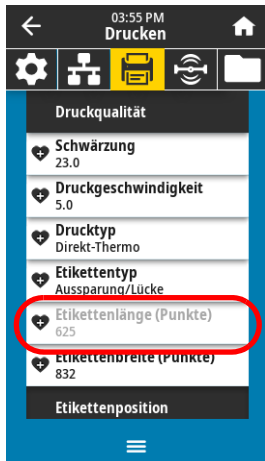 03:55 PM
Drucken
Druckqualität
Schwärzung
23.0
Druckgeschwindigkeit
5.0
Drucktyp
Direkt-Thermo
Etikettentyp
Aussparung/Lücke
Etikettenlänge (Punkte)
625
Etikettenbreite (Punkte)
832
Etikettenposition